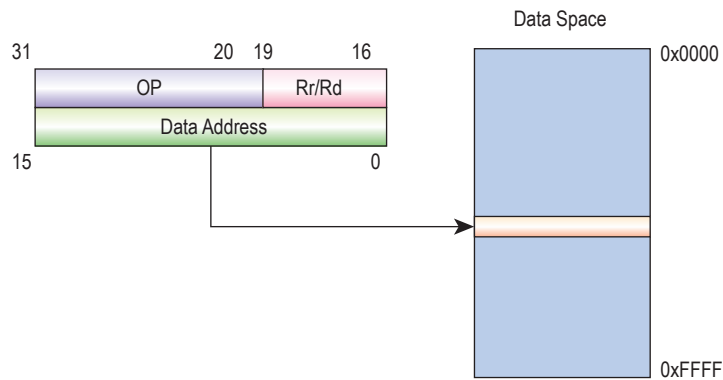 Data Space
31 20 19 16
0x0000
OP Rr/Rd
Data Address
15 0
0xFFFF